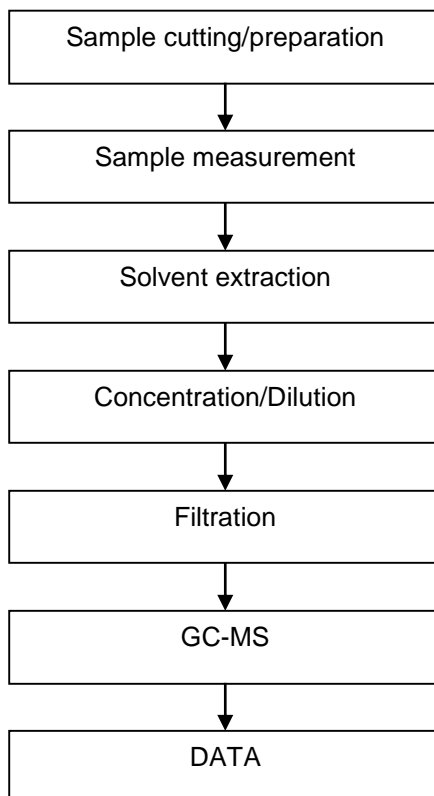 Sample cutting/preparation
Sample measurement
Solvent extraction
Concentration/Dilution
Filtration
GC-MS
DATA